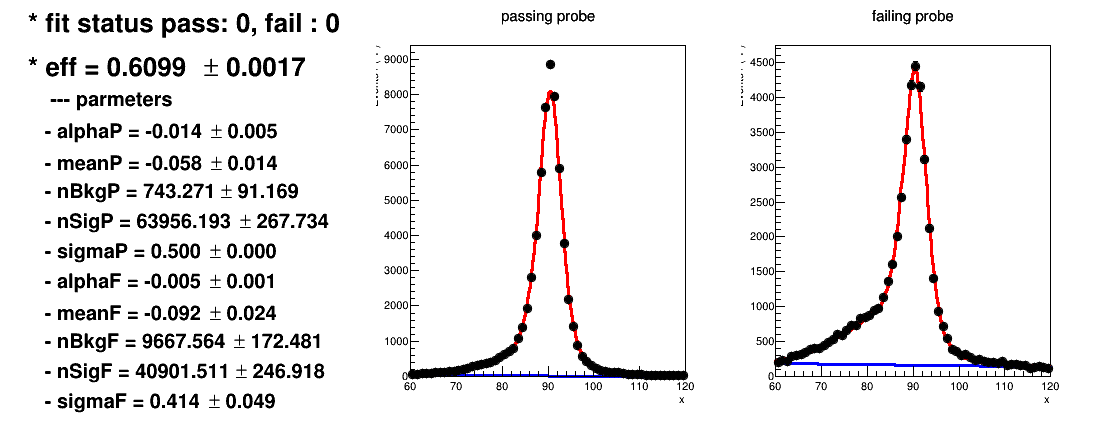 * fit status pass: 0, fail : 0
* eff = 0.6099 ± 0.0017
--- parmeters
- alphaP = -0.014 ± 0.005
- meanP = -0.058 ± 0.014
- nBkgP = 743.271 ± 91.169
- nSigP = 63956.193 ± 267.734
- sigmaP = 0.500 ± 0.000
- alphaF = -0.005 ± 0.001
- meanF = -0.092 ± 0.024
- nBkgF = 9667.564 ± 172.481
- nSigF = 40901.511 ± 246.918
- sigmaF = 0.414 ± 0.049
passing probe
9000
8000
7000
6000
5000
4000
3000
2000
1000
0
60 70 80 90 100 110 120
x
failing probe
4500
4000
3500
3000
2500
2000
1500
1000
500
0
60 70 80 90 100 110 120
x